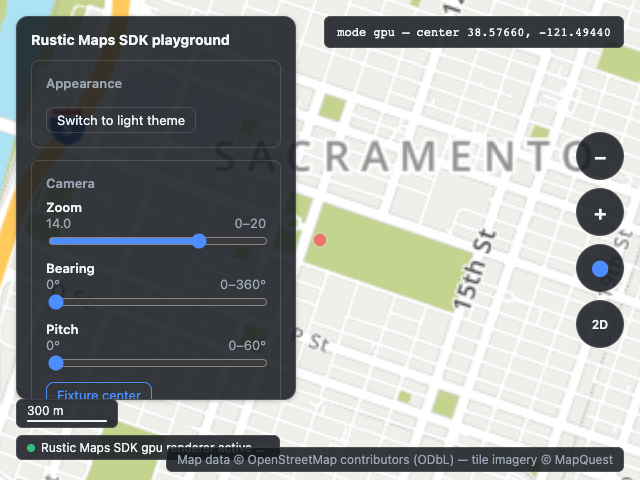 Rustic Maps SDK playground
mode gpu — center 38.57660, -121.49440
Appearance
Switch to light theme
SACRAMENTO
Camera
Zoom
14.0 0–20
Bearing
0° 0–360°
Pitch
0° 0–60°
Fixture center
15th St
P St
−
+
2D
300 m
Rustic Maps SDK gpu renderer active ...
Map data © OpenStreetMap contributors (ODbL) — tile imagery © MapQuest